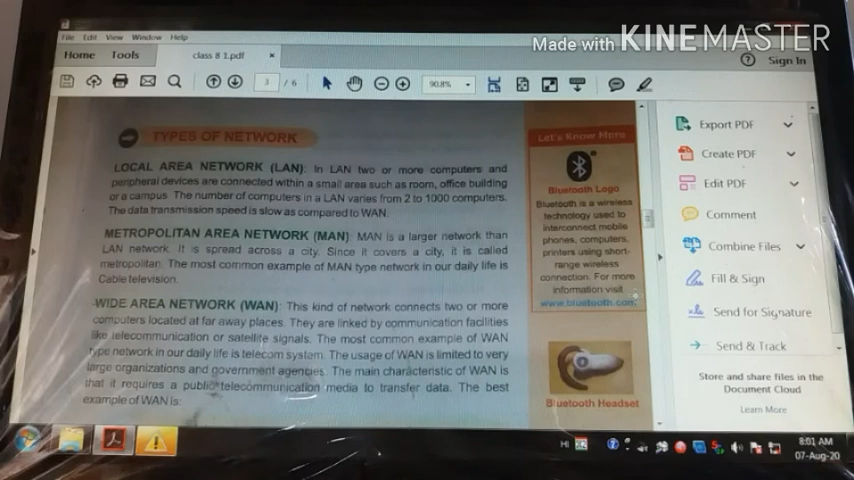 Made with KINEMASTER
File Edit View Window Help
Home Tools class 8 1.pdf ×
Sign In
3 / 6
90.8%
TYPES OF NETWORK
LOCAL AREA NETWORK (LAN): In LAN two or more computers and
peripheral devices are connected within a small area such as room, office building
or a campus. The number of computers in a LAN varies from 2 to 1000 computers.
The data transmission speed is slow as compared to WAN.
METROPOLITAN AREA NETWORK (MAN): MAN is a larger network than
LAN network. It is spread across a city. Since it covers a city, it is called
metropolitan. The most common example of MAN type network in our daily life is
Cable television.
WIDE AREA NETWORK (WAN): This kind of network connects two or more
computers located at far away places. They are linked by communication facilities
like telecommunication or satellite signals. The most common example of WAN
type network in our daily life is telecom system. The usage of WAN is limited to very
large organizations and government agencies. The main characteristic of WAN is
that it requires a public telecommunication media to transfer data. The best
example of WAN is:
Let's Know More
Bluetooth Logo
Bluetooth is a wireless
technology used to
interconnect mobile
phones, computers,
printers using short-
range wireless
connection. For more
information visit
www.bluetooth.com
Bluetooth Headset
Export PDF
Create PDF
Edit PDF
Comment
Combine Files
Fill & Sign
Send for Signature
Send & Track
Store and share files in the
Document Cloud
Learn More
HI
8:01 AM
07-Aug-20